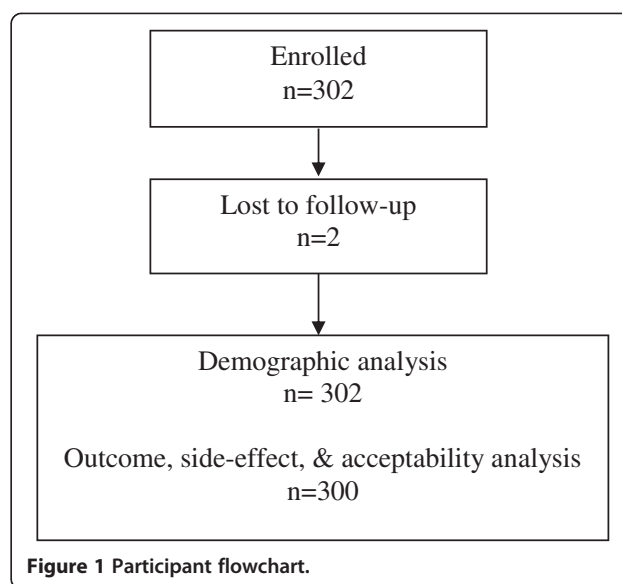 Enrolled
n=302
Lost to follow-up
n=2
Demographic analysis
n= 302
Outcome, side-effect, & acceptability analysis
n=300
Figure 1 Participant flowchart.